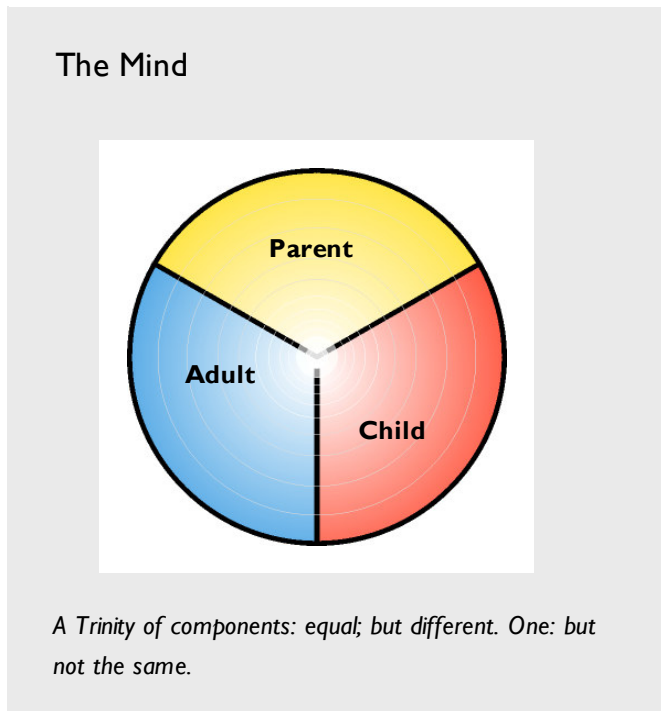 The Mind
Parent
Adult
Child
A Trinity of components: equal; but different. One: but
not the same.